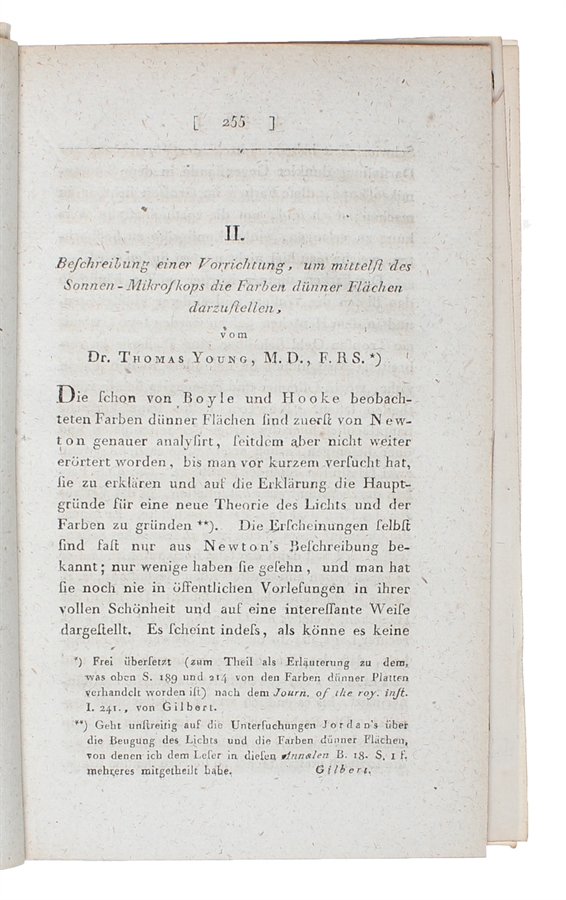 [ 255 ]
II.
Beſchreibung einer Vorrichtung, um mittelſt des
Sonnen-Mikroſkops die Farben dünner Flächen
darzuſtellen,
vom
Dr. THOMAS YOUNG, M. D., F. R S. *)
Die ſchon von Boyle und Hooke beobach-
teten Farben dünner Flächen ſind zuerſt von New-
ton genauer analyſirt, ſeitdem aber nicht weiter
erörtert worden, bis man vor kurzem verſucht hat,
ſie zu erklären und auf die Erklärung die Haupt-
gründe für eine neue Theorie des Lichts und der
Farben zu gründen **). Die Erſcheinungen ſelbſt
ſind faſt nur aus Newton's Beſchreibung be-
kannt; nur wenige haben ſie geſehn, und man hat
ſie noch nie in öffentlichen Vorleſungen in ihrer
vollen Schönheit und auf eine intereſſante Weiſe
dargeſtellt. Es ſcheint indeſs, als könne es keine
*) Frei überſetzt (zum Theil als Erläuterung zu dem,
was oben S. 189 und 214 von den Farben dünner Platten
verhandelt worden iſt) nach dem Journ. of the roy. inſt.
I. 241., von Gilbert.
**) Geht unſtreitig auf die Unterſuchungen Jordan's über
die Beugung des Lichts und die Farben dünner Flächen,
von denen ich dem Leſer in dieſen Annalen B. 18. S. 1 f.
mehreres mitgetheilt habe. Gilbert.